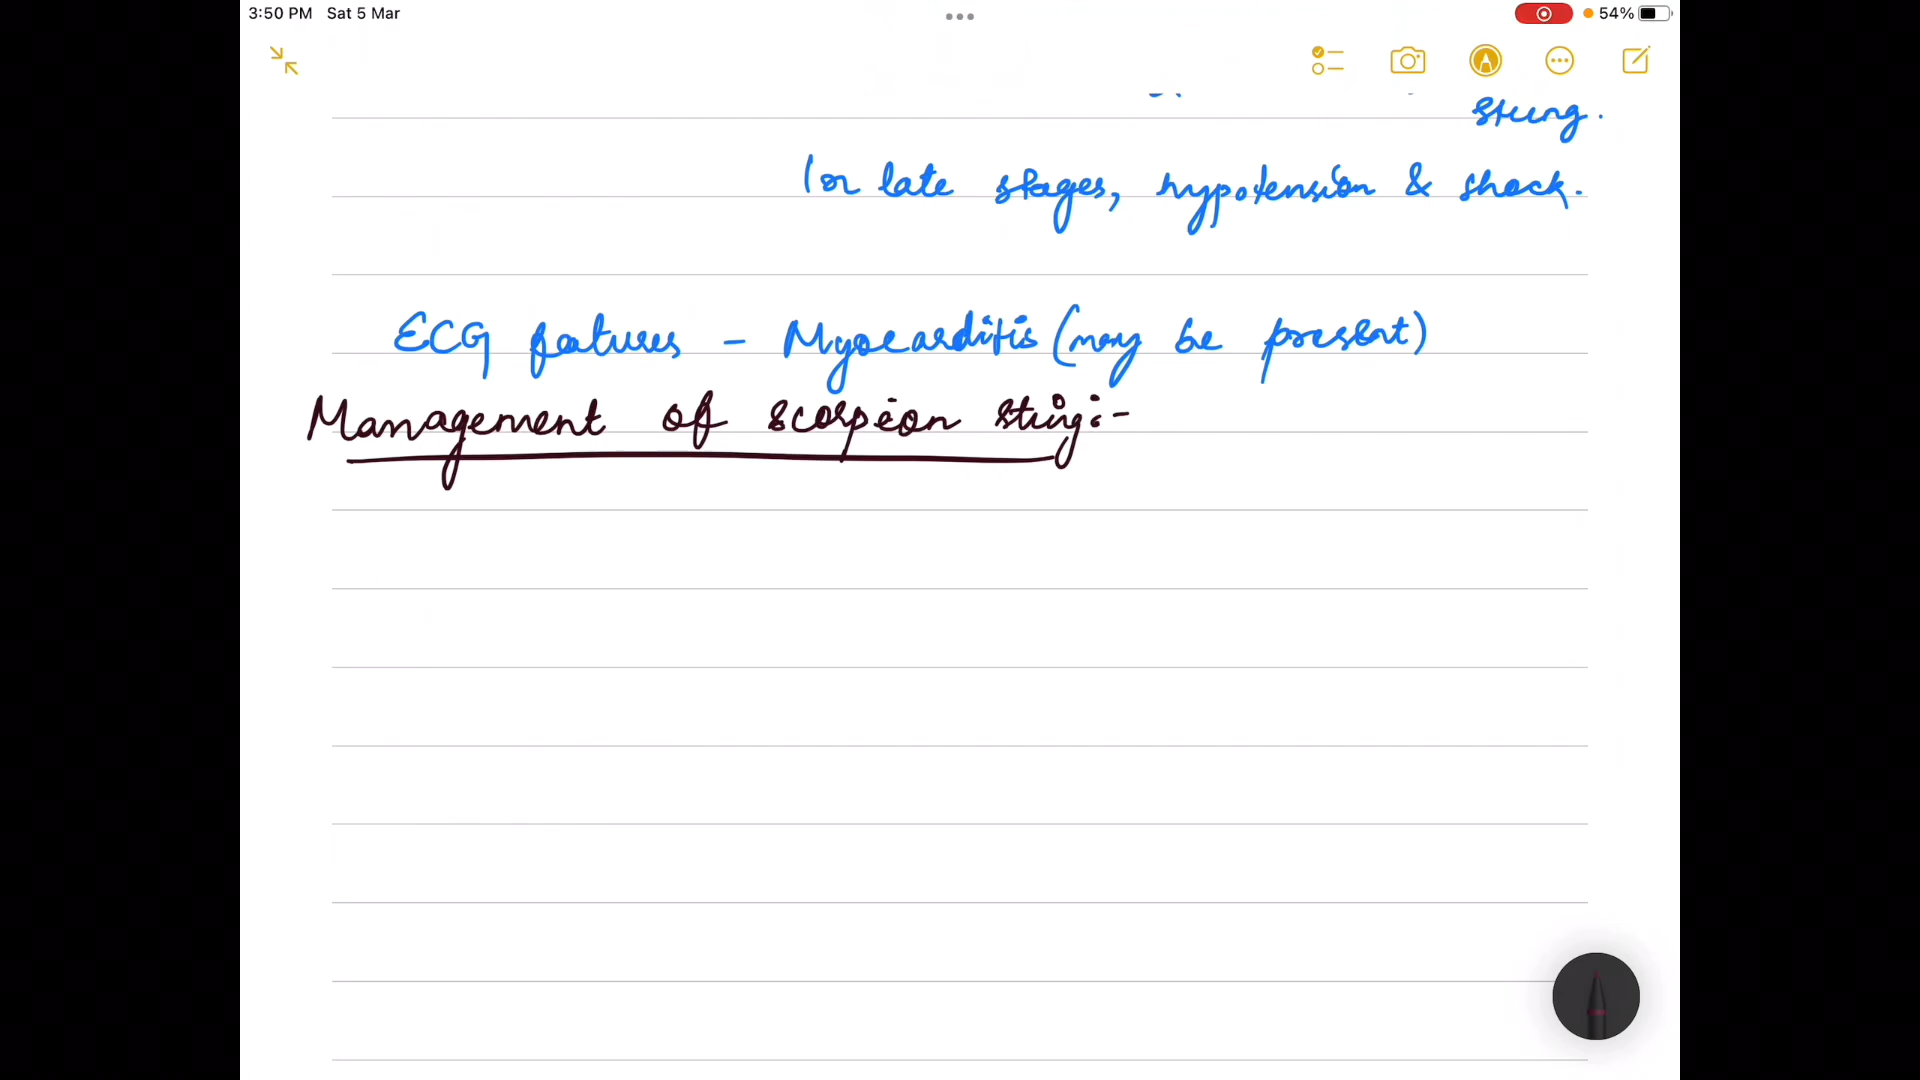 3:50 PM Sat 5 Mar
54%
sting.
In late stages, hypotension & shock.
ECG features - Myocarditis (may be present)
Management of scorpion sting:-